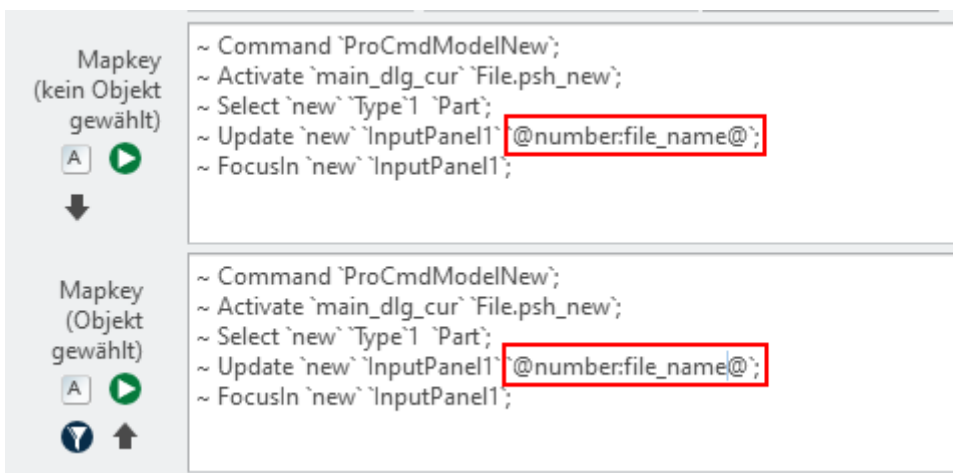 Mapkey
(kein Objekt
gewählt)
A
~ Command `ProCmdModelNew`;
~ Activate `main_dlg_cur` `File.psh_new`;
~ Select `new` `Type`1 `Part`;
~ Update `new` `InputPanel1` `@number:file_name@`;
~ FocusIn `new` `InputPanel1`;
Mapkey
(Objekt
gewählt)
A
~ Command `ProCmdModelNew`;
~ Activate `main_dlg_cur` `File.psh_new`;
~ Select `new` `Type`1 `Part`;
~ Update `new` `InputPanel1` `@number:file_name@`;
~ FocusIn `new` `InputPanel1`;